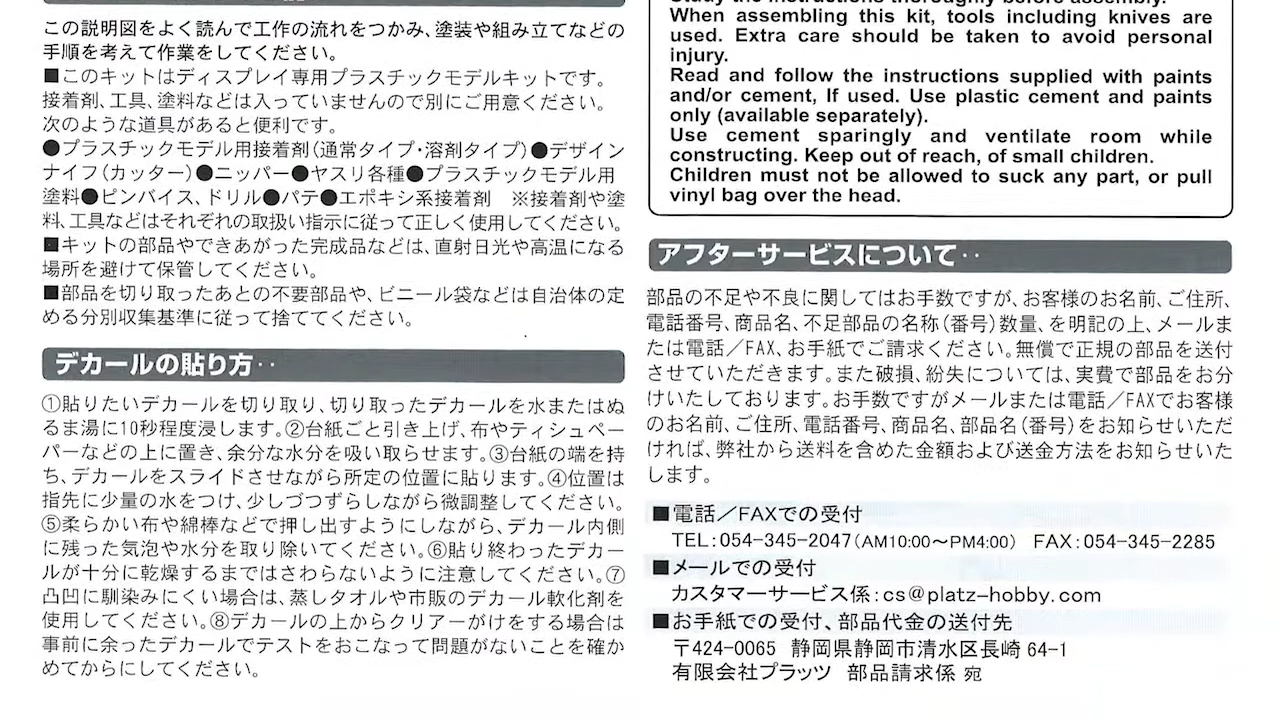 この説明図をよく読んで工作の流れをつかみ、塗装や組み立てなどの
手順を考えて作業をしてください。
■このキットはディスプレイ専用プラスチックモデルキットです。
接着剤、工具、塗料などは入っていませんので別にご用意ください。
次のような道具があると便利です。
●プラスチックモデル用接着剤(通常タイプ・溶剤タイプ)●デザイン
ナイフ(カッター)●ニッパー●ヤスリ各種●プラスチックモデル用
塗料●ピンバイス、ドリル●パテ●エポキシ系接着剤　※接着剤や塗
料、工具などはそれぞれの取扱い指示に従って正しく使用してください。
■キットの部品やできあがった完成品などは、直射日光や高温になる
場所を避けて保管してください。
■部品を切り取ったあとの不要部品や、ビニール袋などは自治体の定
める分別収集基準に従って捨ててください。
デカールの貼り方‥
①貼りたいデカールを切り取り、切り取ったデカールを水またはぬ
るま湯に10秒程度浸します。②台紙ごと引き上げ、布やティシュペー
パーなどの上に置き、余分な水分を吸い取らせます。③台紙の端を持
ち、デカールをスライドさせながら所定の位置に貼ります。④位置は
指先に少量の水をつけ、少しづつずらしながら微調整してください。
⑤柔らかい布や綿棒などで押し出すようにしながら、デカール内側
に残った気泡や水分を取り除いてください。⑥貼り終わったデカー
ルが十分に乾燥するまではさわらないように注意してください。⑦
凸凹に馴染みにくい場合は、蒸しタオルや市販のデカール軟化剤を
使用してください。⑧デカールの上からクリアーがけをする場合は
事前に余ったデカールでテストをおこなって問題がないことを確か
めてからにしてください。
Study the instructions thoroughly before assembly.
When assembling this kit, tools including knives are
used. Extra care should be taken to avoid personal
injury.
Read and follow the instructions supplied with paints
and/or cement, If used. Use plastic cement and paints
only (available separately).
Use cement sparingly and ventilate room while
constructing. Keep out of reach, of small children.
Children must not be allowed to suck any part, or pull
vinyl bag over the head.
アフターサービスについて‥
部品の不足や不良に関してはお手数ですが、お客様のお名前、ご住所、
電話番号、商品名、不足部品の名称(番号)数量、を明記の上、メールま
たは電話／FAX、お手紙でご請求ください。無償で正規の部品を送付
させていただきます。また破損、紛失については、実費で部品をお分
けいたしております。お手数ですがメールまたは電話／FAXでお客様
のお名前、ご住所、電話番号、商品名、部品名(番号)をお知らせいただ
ければ、弊社から送料を含めた金額および送金方法をお知らせいた
します。
■電話／FAXでの受付
TEL:054-345-2047(AM10:00〜PM4:00)　FAX:054-345-2285
■メールでの受付
カスタマーサービス係:cs@platz-hobby.com
■お手紙での受付、部品代金の送付先
〒424-0065　静岡県静岡市清水区長崎 64-1
有限会社プラッツ　部品請求係 宛